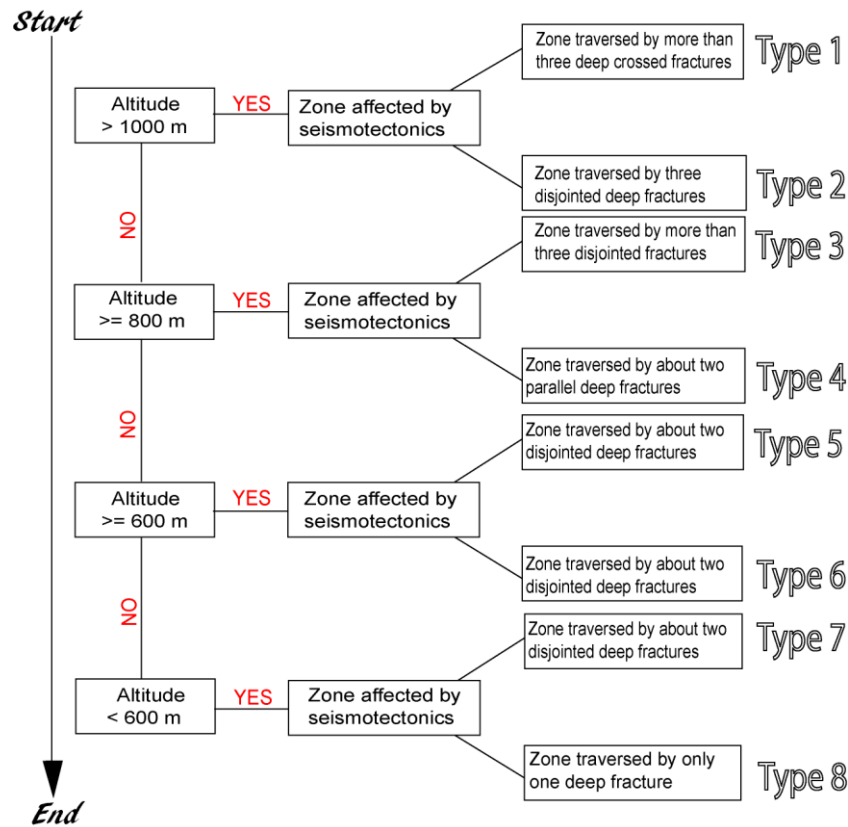 Start
Altitude
> 1000 m
YES
Zone affected by
seismotectonics
Zone traversed by more than
three deep crossed fractures
Type 1
Zone traversed by three
disjointed deep fractures
Type 2
NO
Altitude
>= 800 m
YES
Zone affected by
seismotectonics
Zone traversed by more than
three disjointed fractures
Type 3
Zone traversed by about two
parallel deep fractures
Type 4
NO
Altitude
>= 600 m
YES
Zone affected by
seismotectonics
Zone traversed by about two
disjointed deep fractures
Type 5
Zone traversed by about two
disjointed deep fractures
Type 6
NO
Altitude
< 600 m
YES
Zone affected by
seismotectonics
Zone traversed by about two
disjointed deep fractures
Type 7
Zone traversed by only
one deep fracture
Type 8
End